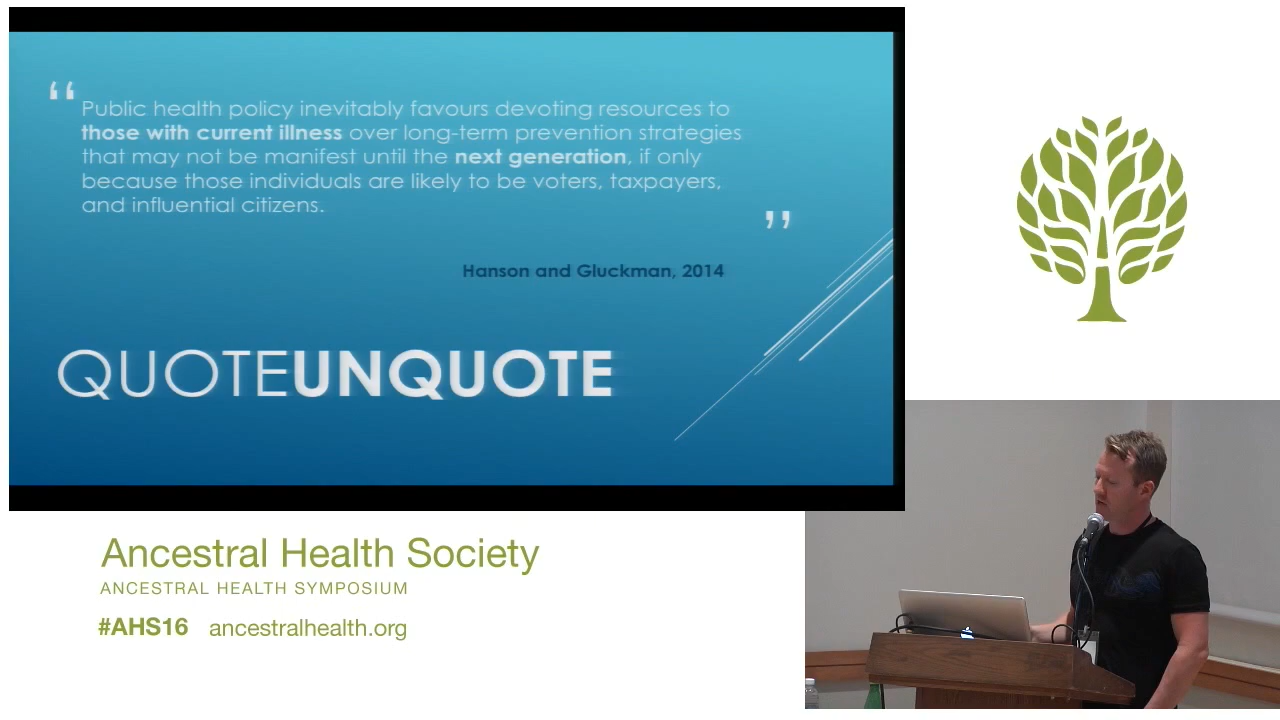 “ Public health policy inevitably favours devoting resources to
those with current illness over long-term prevention strategies
that may not be manifest until the next generation, if only
because those individuals are likely to be voters, taxpayers,
and influential citizens. ”
Hanson and Gluckman, 2014
QUOTEUNQUOTE
Ancestral Health Society
ANCESTRAL HEALTH SYMPOSIUM
#AHS16 ancestralhealth.org